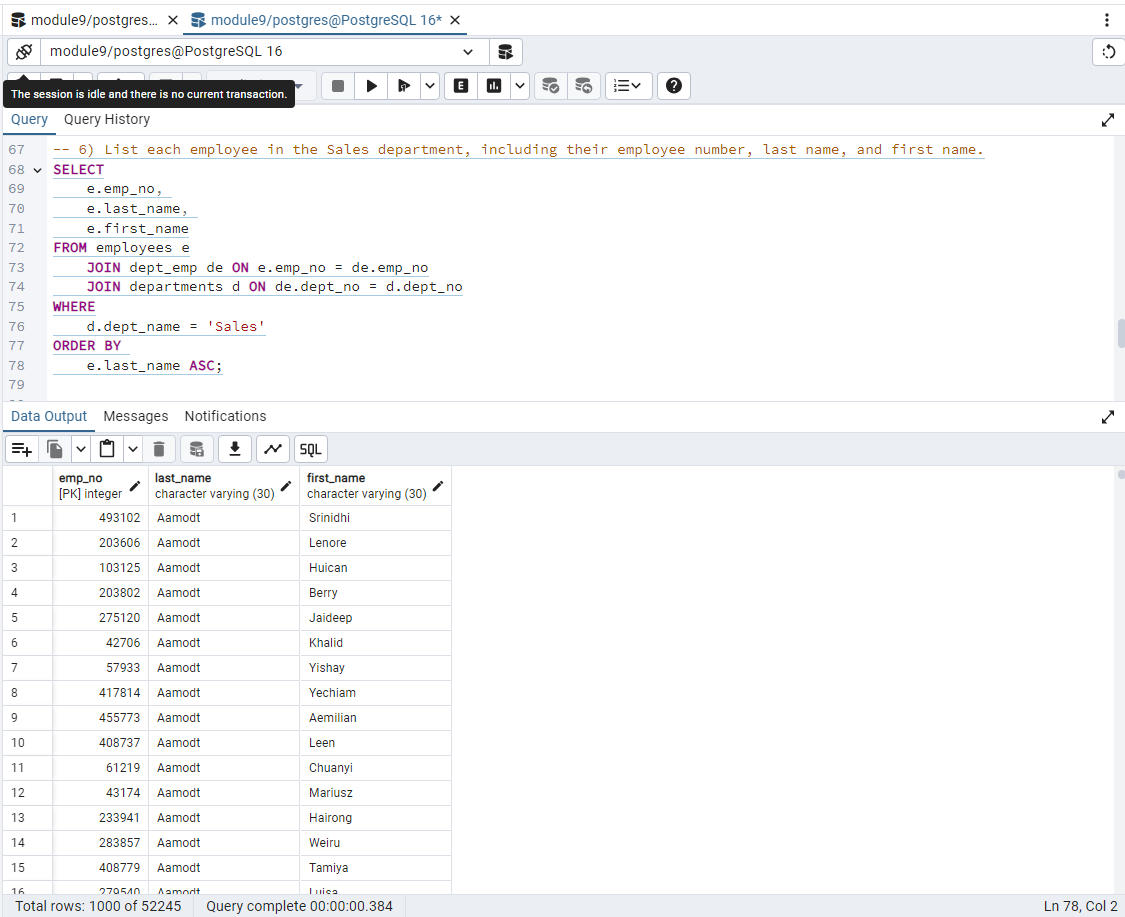 module9/postgres... module9/postgres@PostgreSQL 16*
module9/postgres@PostgreSQL 16
The session is idle and there is no current transaction.
Query Query History
67 -- 6) List each employee in the Sales department, including their employee number, last name, and first name.
68 SELECT
69 e.emp_no,
70 e.last_name,
71 e.first_name
72 FROM employees e
73 JOIN dept_emp de ON e.emp_no = de.emp_no
74 JOIN departments d ON de.dept_no = d.dept_no
75 WHERE
76 d.dept_name = 'Sales'
77 ORDER BY
78 e.last_name ASC;
79
Data Output Messages Notifications
SQL
emp_no last_name first_name
[PK] integer character varying (30) character varying (30)
1 493102 Aamodt Srinidhi
2 203606 Aamodt Lenore
3 103125 Aamodt Huican
4 203802 Aamodt Berry
5 275120 Aamodt Jaideep
6 42706 Aamodt Khalid
7 57933 Aamodt Yishay
8 417814 Aamodt Yechiam
9 455773 Aamodt Aemilian
10 408737 Aamodt Leen
11 61219 Aamodt Chuanyi
12 43174 Aamodt Mariusz
13 233941 Aamodt Hairong
14 283857 Aamodt Weiru
15 408779 Aamodt Tamiya
16 279540 Aamodt Luisa
Total rows: 1000 of 52245 Query complete 00:00:00.384 Ln 78, Col 2